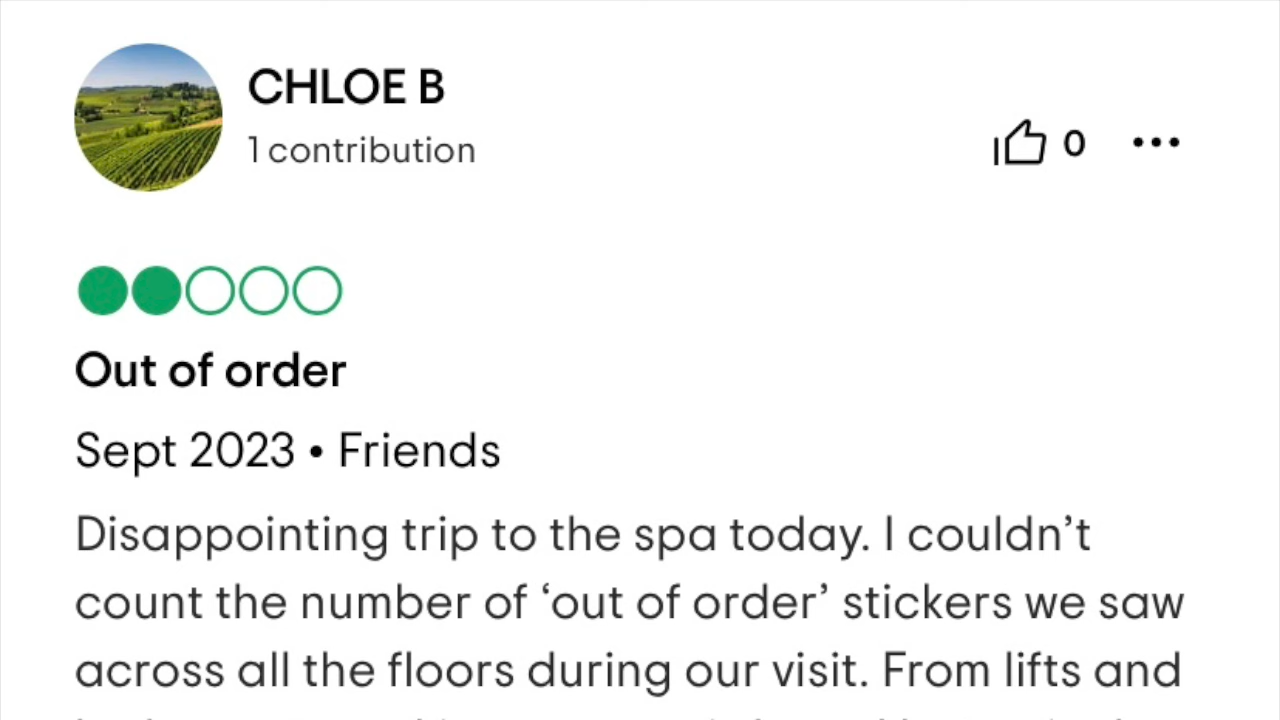 CHLOE B
1 contribution
0
Out of order
Sept 2023 • Friends
Disappointing trip to the spa today. I couldn’t
count the number of ‘out of order’ stickers we saw
across all the floors during our visit. From lifts and